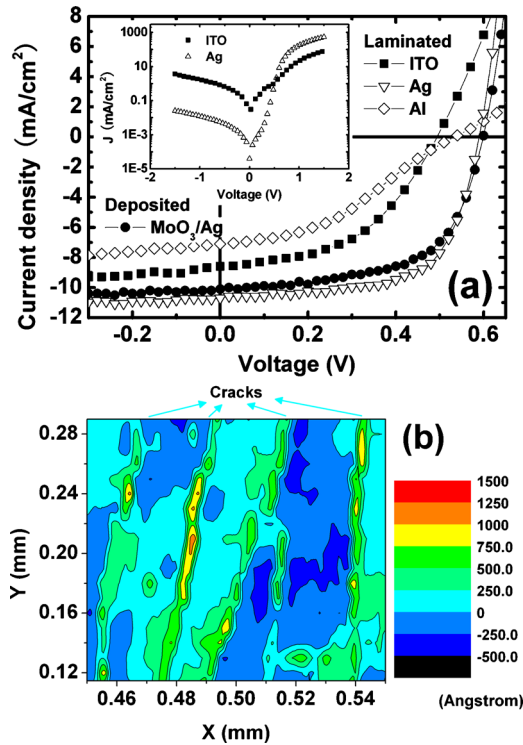 (a)
Current density (mA/cm²)
8
6
4
2
0
-2
-4
-6
-8
-10
-12
-0.2
0.0
0.2
0.4
0.6
Voltage (V)
J (mA/cm²)
1000
10
0.1
1E-3
1E-5
-2
-1
0
1
2
Voltage (V)
ITO
Ag
Laminated
ITO
Ag
Al
Deposited
MoO₃/Ag
Cracks
(b)
Y (mm)
0.28
0.24
0.20
0.16
0.12
0.46
0.48
0.50
0.52
0.54
X (mm)
1500
1250
1000
750.0
500.0
250.0
0
-250.0
-500.0
(Angstrom)